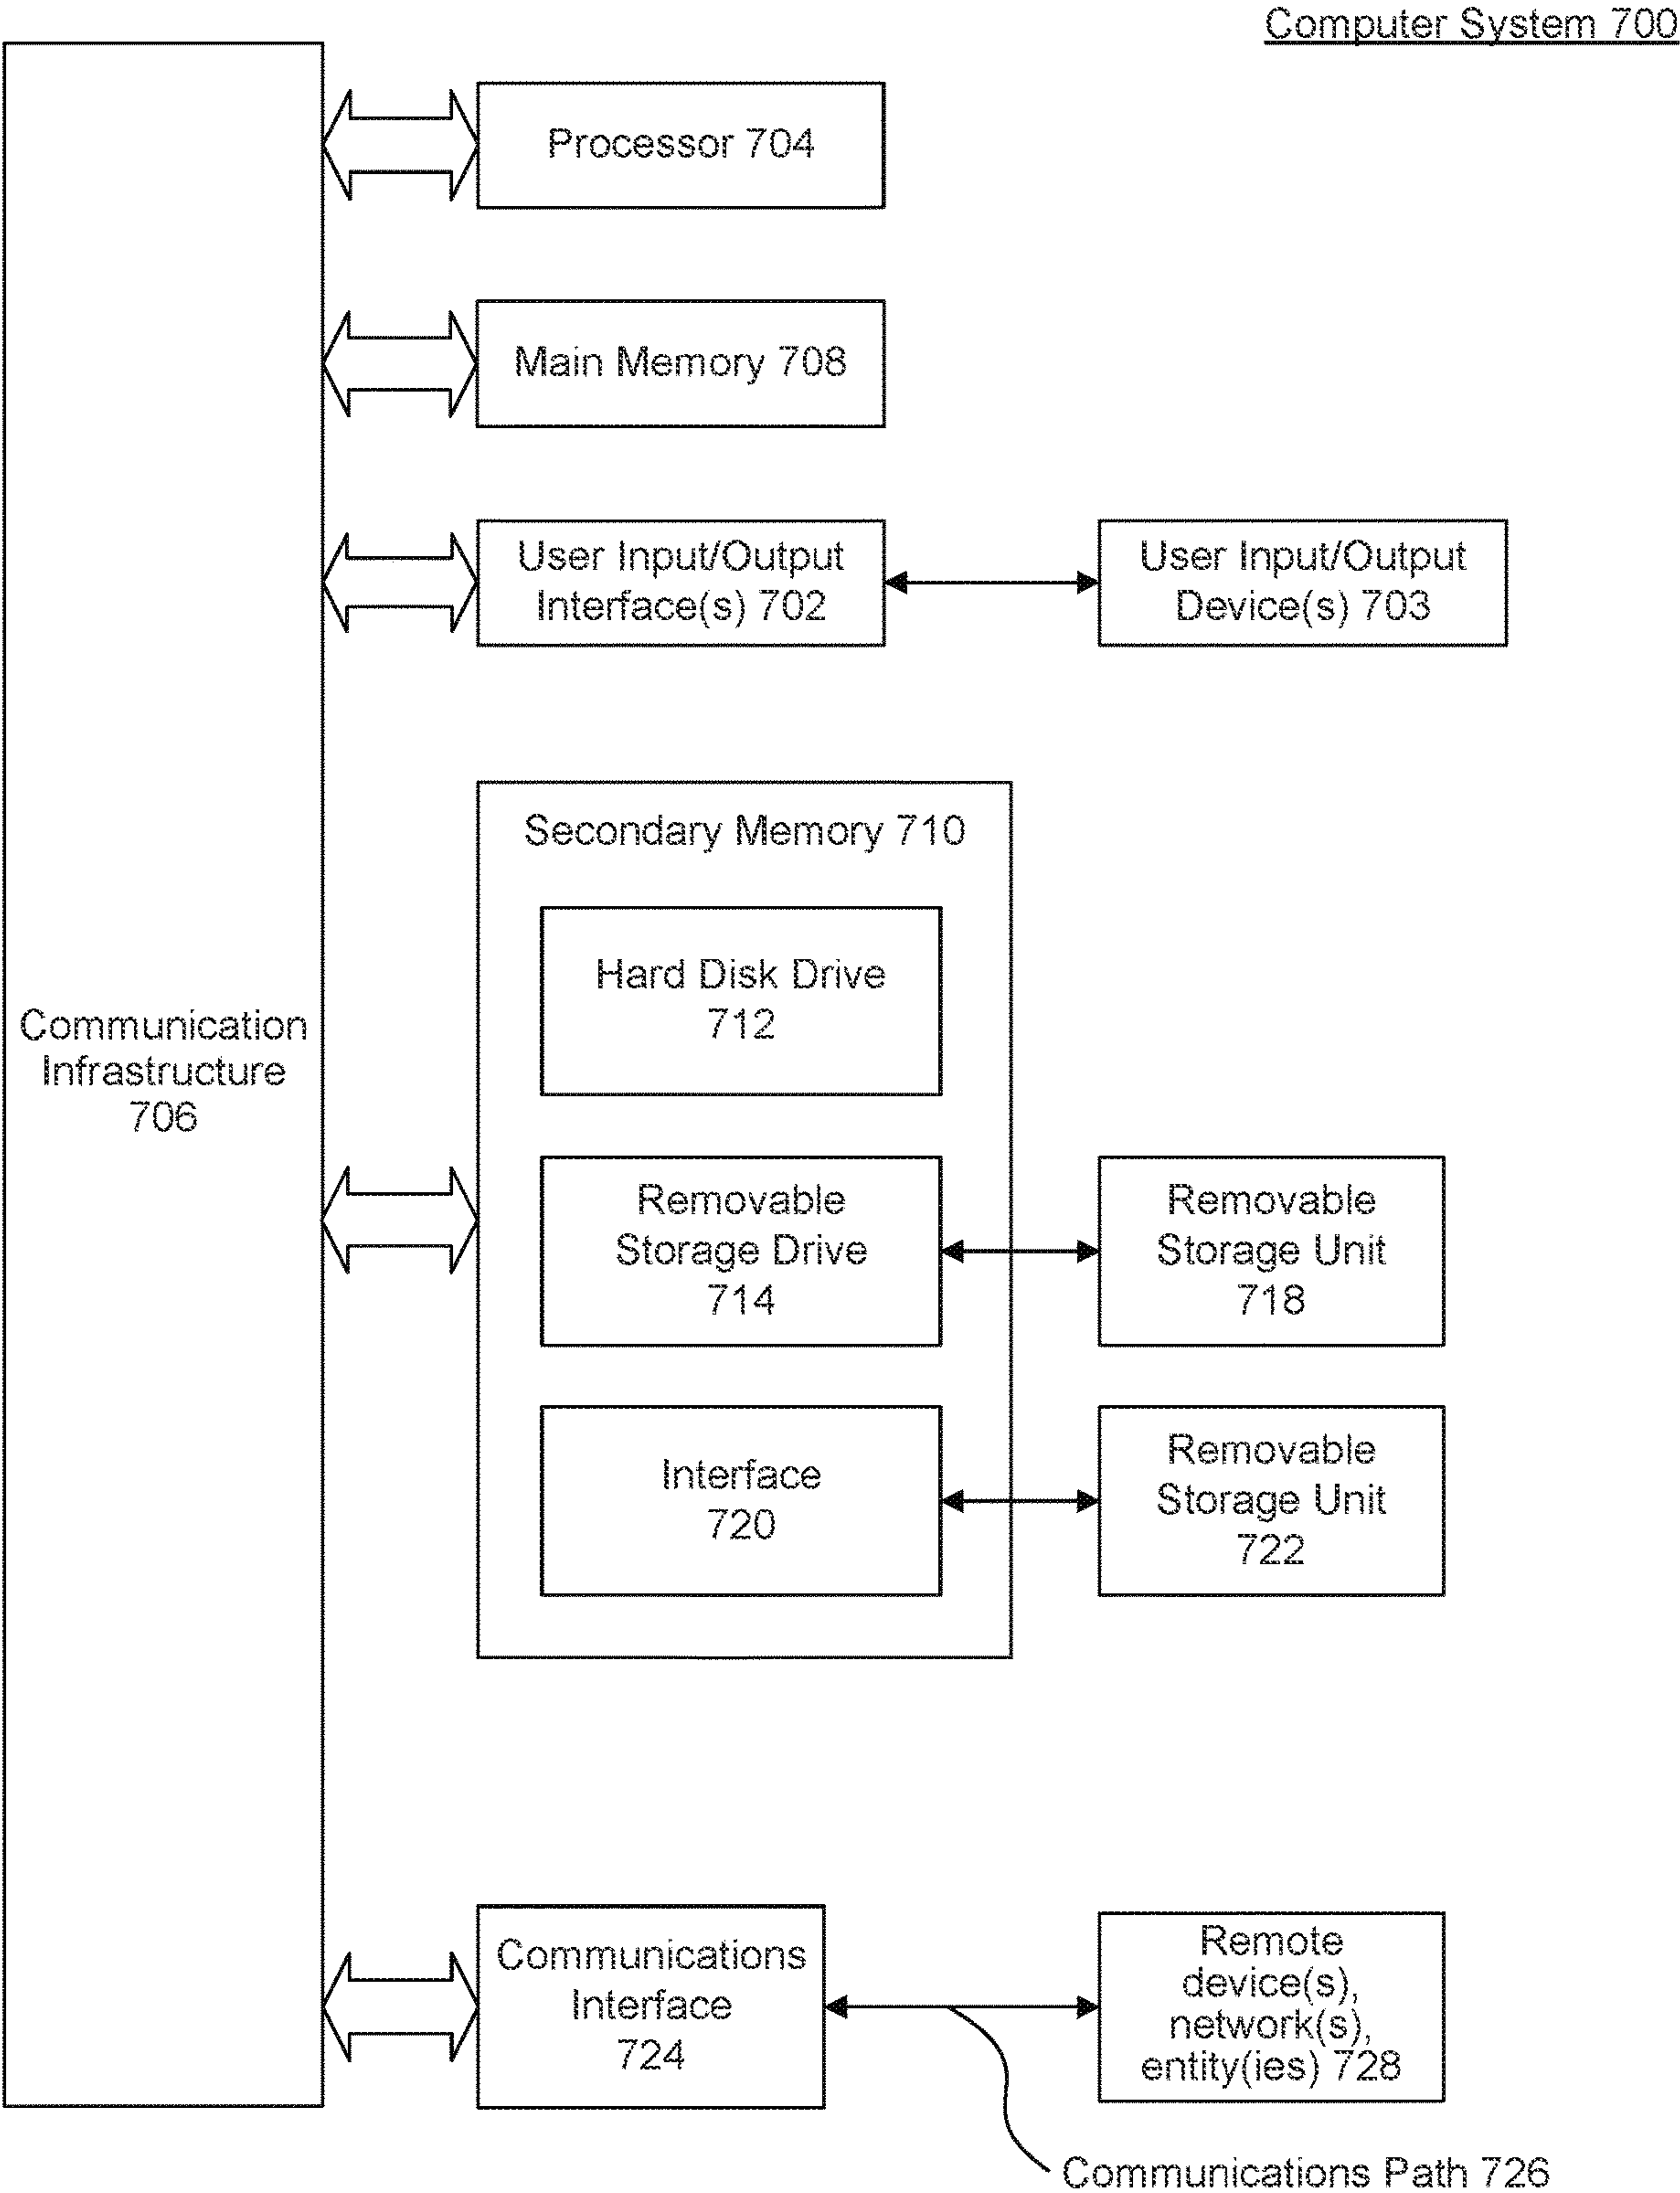 Computer System 700
Processor 704
Main Memory 708
User Input/Output
Interface(s) 702
User Input/Output
Device(s) 703
Secondary Memory 710
Hard Disk Drive
712
Communication
Infrastructure
706
Removable
Storage Drive
714
Removable
Storage Unit
718
Interface
720
Removable
Storage Unit
722
Communications
Interface
724
Remote
device(s),
network(s),
entity(ies) 728
Communications Path 726